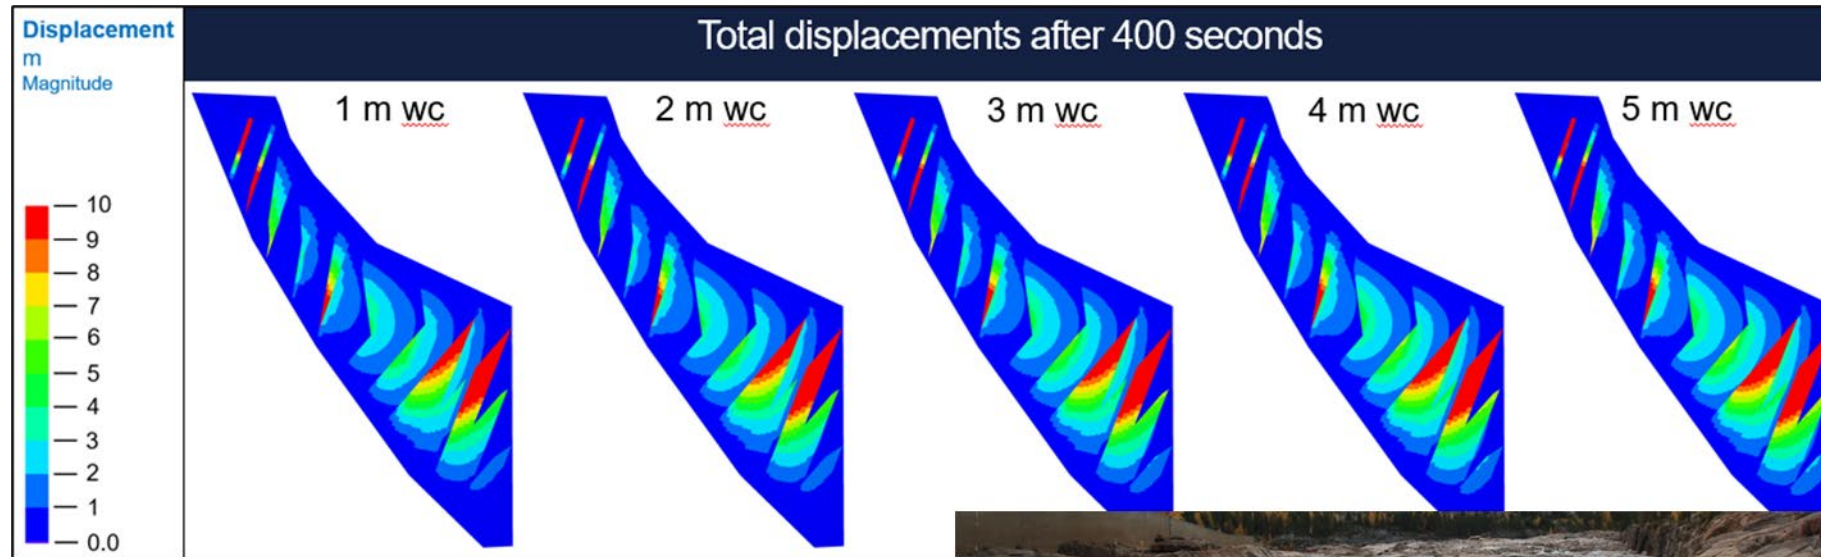 Displacement
m
Magnitude
Total displacements after 400 seconds
1 m wc
2 m wc
3 m wc
4 m wc
5 m wc
10
9
8
7
6
5
4
3
2
1
0.0